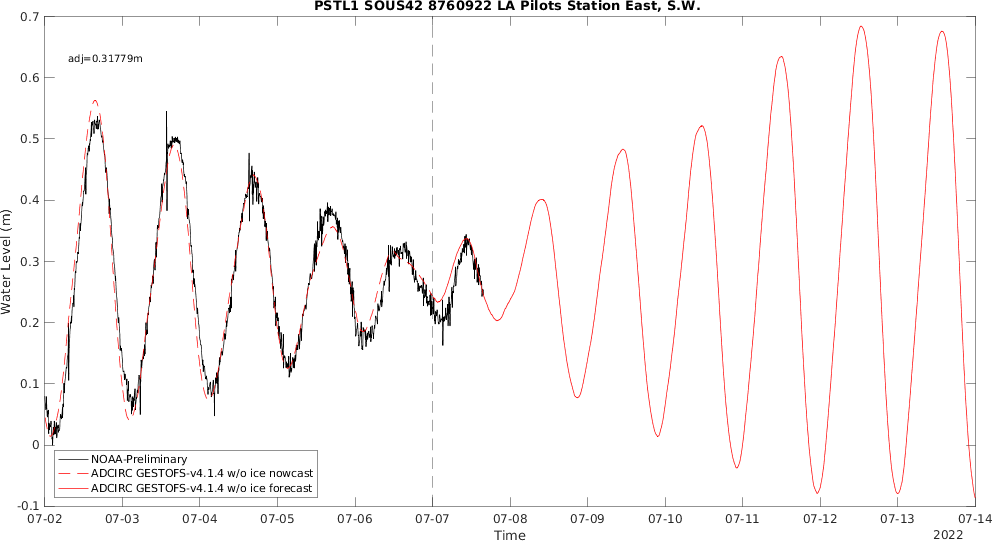 PSTL1 SOUS42 8760922 LA Pilots Station East, S.W.
adj=0.31779m
0.7
0.6
0.5
0.4
0.3
0.2
0.1
0
-0.1
Water Level (m)
NOAA-Preliminary
ADCIRC GESTOFS-v4.1.4 w/o ice nowcast
ADCIRC GESTOFS-v4.1.4 w/o ice forecast
07-02 07-03 07-04 07-05 07-06 07-07 07-08 07-09 07-10 07-11 07-12 07-13 07-14
Time
2022